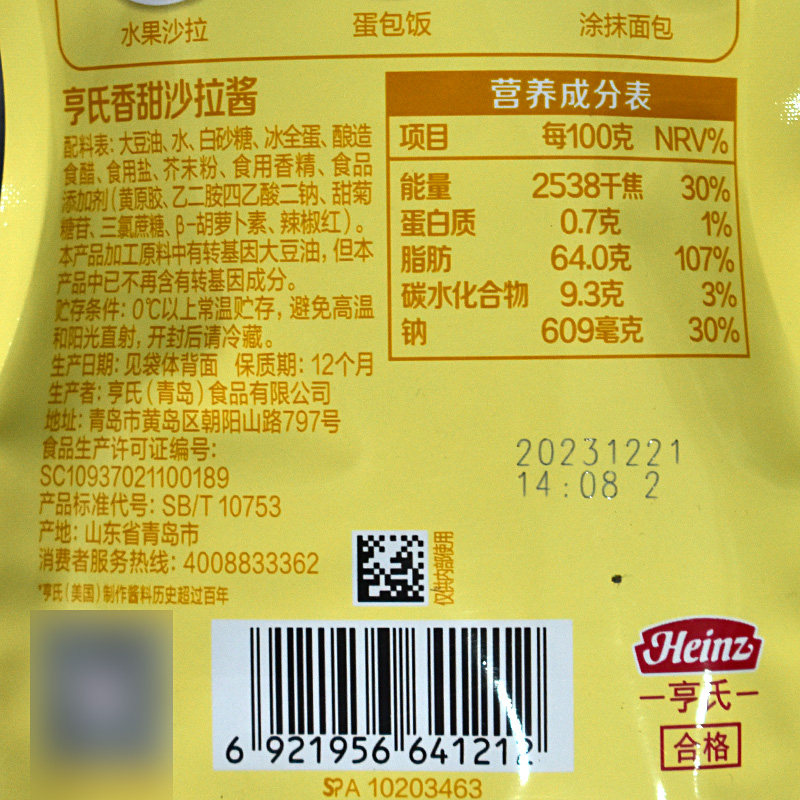 水果沙拉
蛋包饭
涂抹面包
亨氏香甜沙拉酱
配料表: 大豆油、水、白砂糖、冰全蛋、酿造
食醋、食用盐、芥末粉、食用香精、食品
添加剂(黄原胶、乙二胺四乙酸二钠、甜菊
糖苷、三氯蔗糖、β-胡萝卜素、辣椒红)。
本产品加工原料中有转基因大豆油, 但本
产品中已不再含有转基因成分。
贮存条件: 0℃以上常温贮存, 避免高温
和阳光直射, 开封后请冷藏。
生产日期: 见袋体背面 保质期: 12个月
生产者: 亨氏(青岛)食品有限公司
地址: 青岛市黄岛区朝阳山路797号
食品生产许可证编号:
SC10937021100189
产品标准代号: SB/T 10753
产地: 山东省青岛市
消费者服务热线: 4008833362
*亨氏(美国)制作酱料历史超过百年
营养成分表
项目 每100克 NRV%
能量 2538千焦 30%
蛋白质 0.7克 1%
脂肪 64.0克 107%
碳水化合物 9.3克 3%
钠 609毫克 30%
20231221
14:08 2
仅供内部使用
6 921956 641212
SPA 10203463
Heinz
亨氏
合格